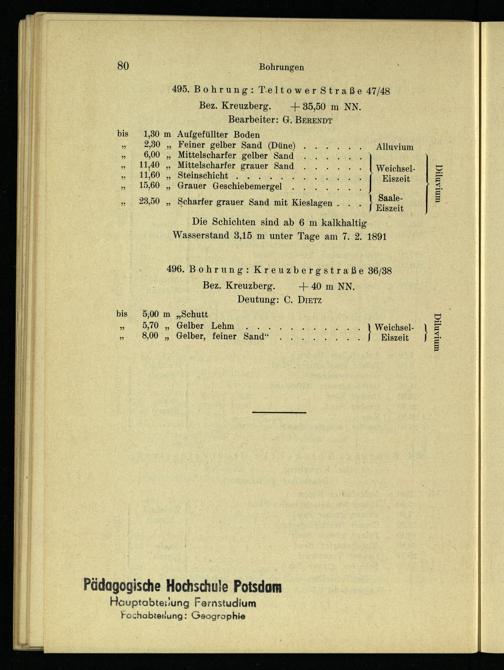 80 Bohrungen
495. Bohrung: Teltower Straße 47/48
Bez. Kreuzberg. + 35,50 m NN.
Bearbeiter: G. BERENDT
bis 1,30 m Aufgefüllter Boden
„ 2,30 „ Feiner gelber Sand (Düne) . . . . . . Alluvium
„ 6,00 „ Mittelscharfer gelber Sand . . . . . .
„ 11,40 „ Mittelscharfer grauer Sand . . . . . . Weichsel-
„ 11,60 „ Steinschicht . . . . . . . . . . . . Eiszeit
„ 15,60 „ Grauer Geschiebemergel . . . . . . .
Diluvium
„ 23,50 „ Scharfer grauer Sand mit Kieslagen . . . Saale-
Eiszeit
Die Schichten sind ab 6 m kalkhaltig
Wasserstand 3,15 m unter Tage am 7. 2. 1891
496. Bohrung: Kreuzbergstraße 36/38
Bez. Kreuzberg. + 40 m NN.
Deutung: C. DIETZ
bis 5,00 m „Schutt
„ 5,70 „ Gelber Lehm . . . . . . . . . . . Weichsel-
„ 8,00 „ Gelber, feiner Sand“ . . . . . . . . Eiszeit
Diluvium
Pädagogische Hochschule Potsdam
Hauptabteilung Fernstudium
Fachabteilung: Geographie